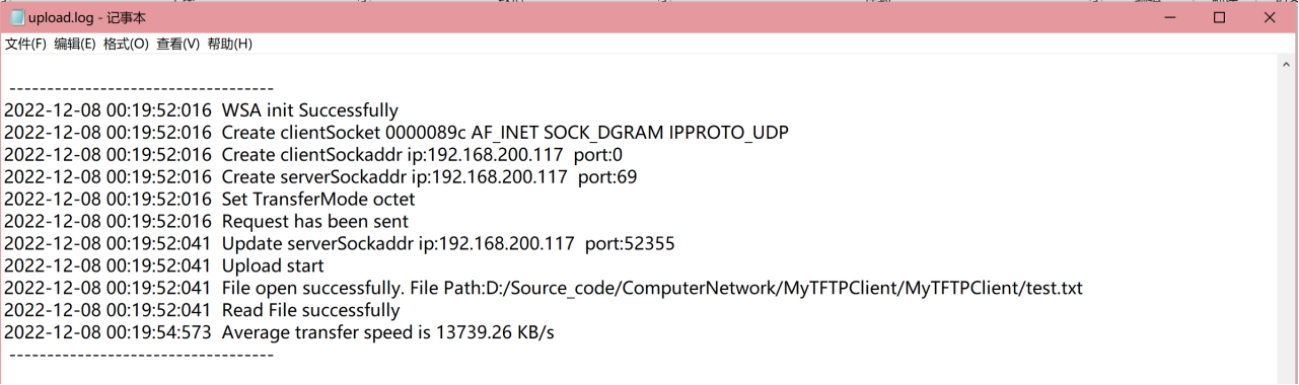 upload.log - 记事本
文件(F) 编辑(E) 格式(O) 查看(V) 帮助(H)
-----------------------------------
2022-12-08 00:19:52:016 WSA init Successfully
2022-12-08 00:19:52:016 Create clientSocket 0000089c AF_INET SOCK_DGRAM IPPROTO_UDP
2022-12-08 00:19:52:016 Create clientSockaddr ip:192.168.200.117 port:0
2022-12-08 00:19:52:016 Create serverSockaddr ip:192.168.200.117 port:69
2022-12-08 00:19:52:016 Set TransferMode octet
2022-12-08 00:19:52:016 Request has been sent
2022-12-08 00:19:52:041 Update serverSockaddr ip:192.168.200.117 port:52355
2022-12-08 00:19:52:041 Upload start
2022-12-08 00:19:52:041 File open successfully. File Path:D:/Source_code/ComputerNetwork/MyTFTPClient/MyTFTPClient/test.txt
2022-12-08 00:19:52:041 Read File successfully
2022-12-08 00:19:54:573 Average transfer speed is 13739.26 KB/s
-----------------------------------